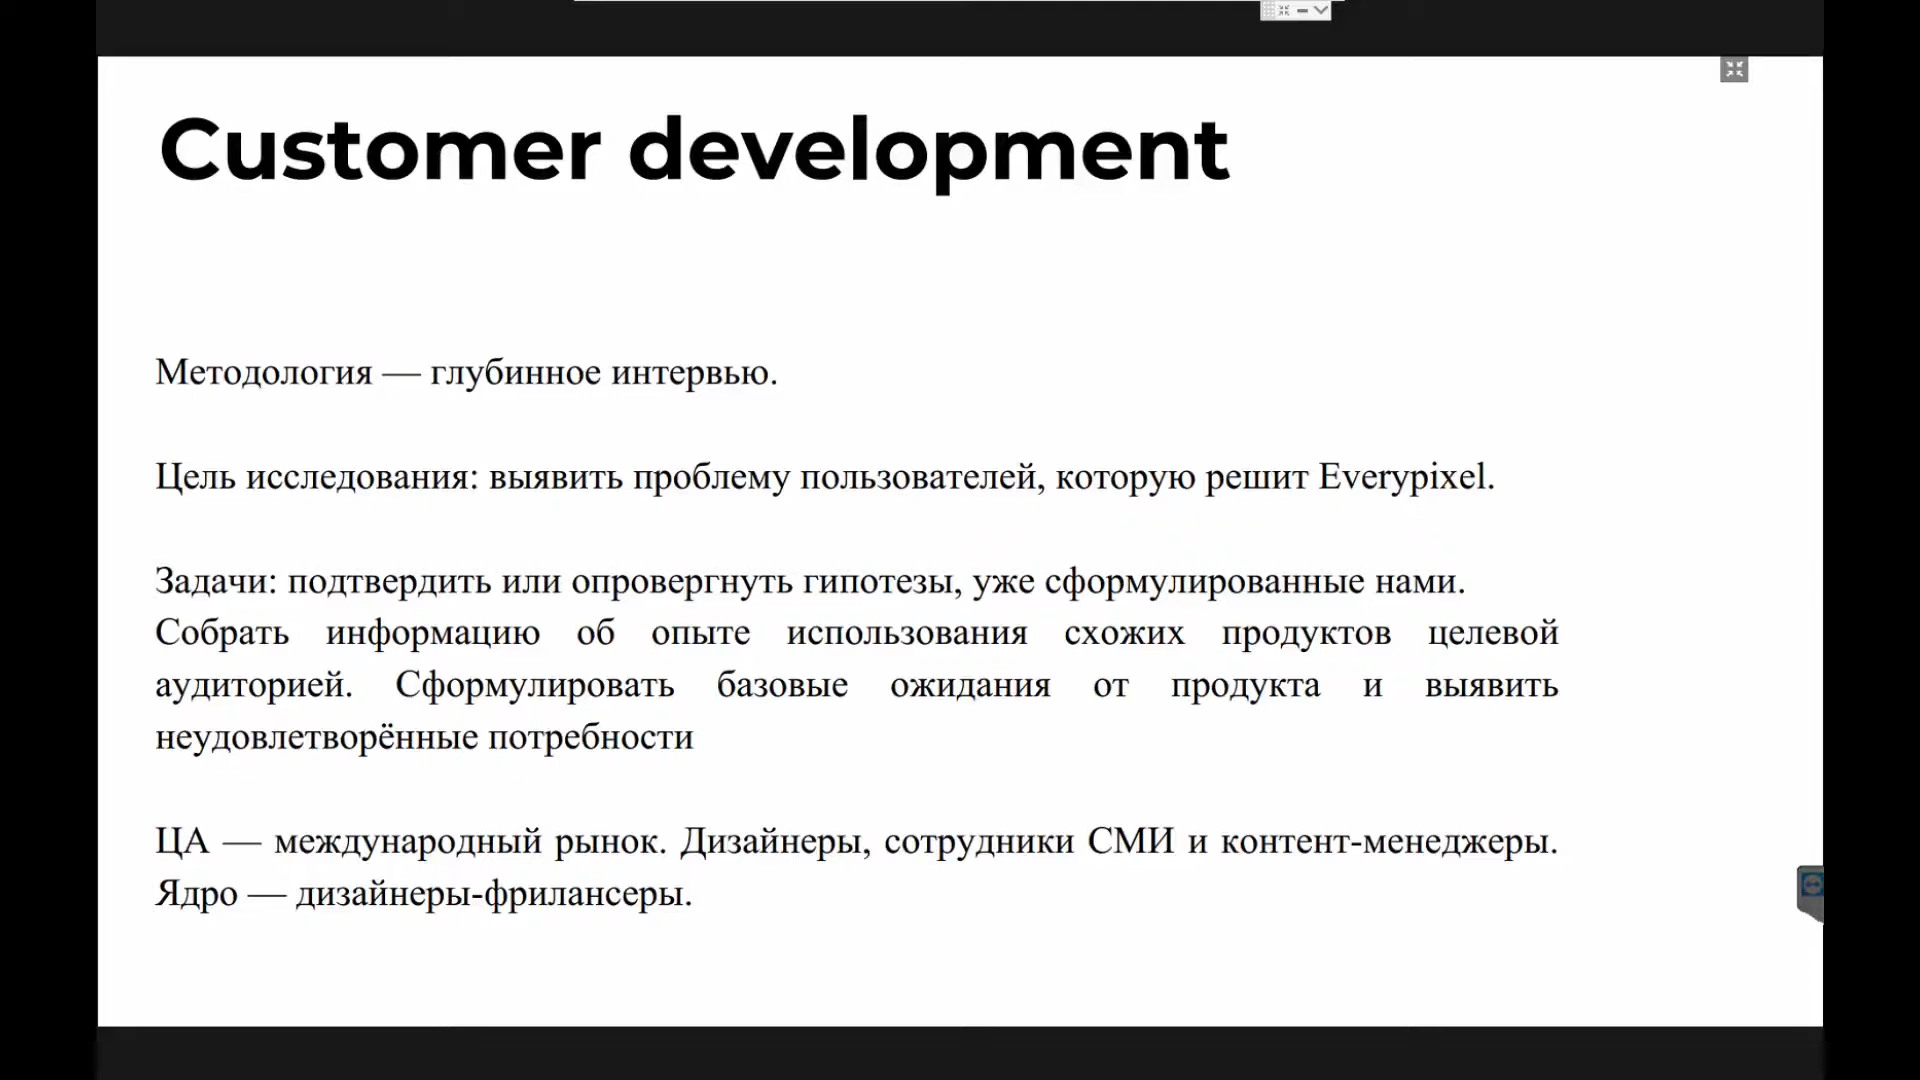 Customer development
Методология — глубинное интервью.
Цель исследования: выявить проблему пользователей, которую решит Everypixel.
Задачи: подтвердить или опровергнуть гипотезы, уже сформулированные нами.
Собрать информацию об опыте использования схожих продуктов целевой
аудиторией. Сформулировать базовые ожидания от продукта и выявить
неудовлетворённые потребности
ЦА — международный рынок. Дизайнеры, сотрудники СМИ и контент-менеджеры.
Ядро — дизайнеры-фрилансеры.